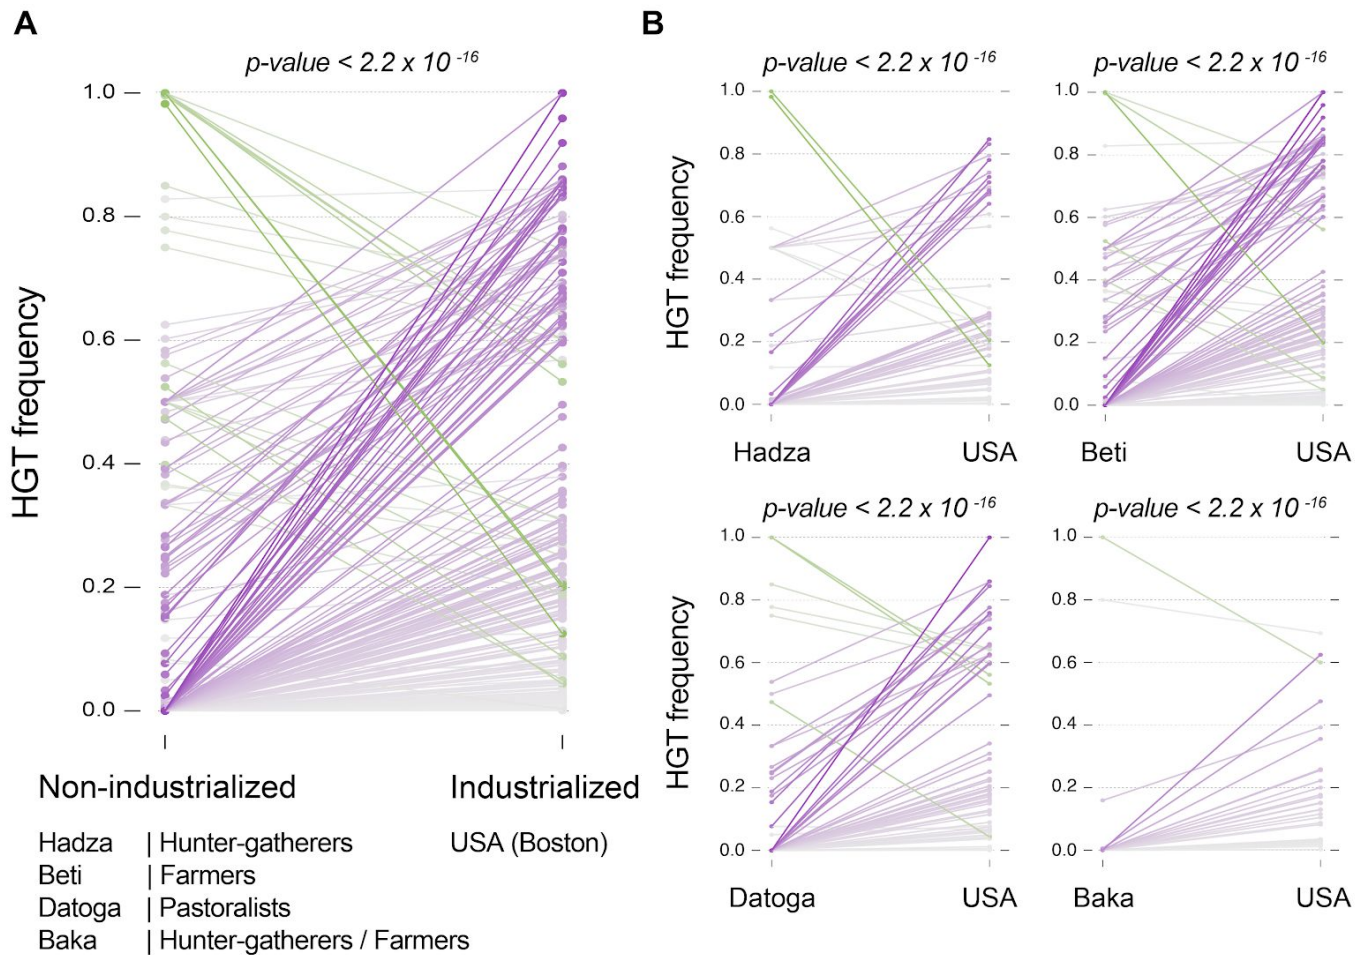 A
p-value < 2.2 x 10 -16
1.0
0.8
0.6
0.4
0.2
0.0
HGT frequency
Non-industrialized
Industrialized
Hadza | Hunter-gatherers
USA (Boston)
Beti | Farmers
Datoga | Pastoralists
Baka | Hunter-gatherers / Farmers
B
p-value < 2.2 x 10 -16
1.0
0.8
0.6
0.4
0.2
0.0
HGT frequency
Hadza
USA
p-value < 2.2 x 10 -16
1.0
0.8
0.6
0.4
0.2
0.0
Beti
USA
p-value < 2.2 x 10 -16
1.0
0.8
0.6
0.4
0.2
0.0
HGT frequency
Datoga
USA
p-value < 2.2 x 10 -16
1.0
0.8
0.6
0.4
0.2
0.0
Baka
USA